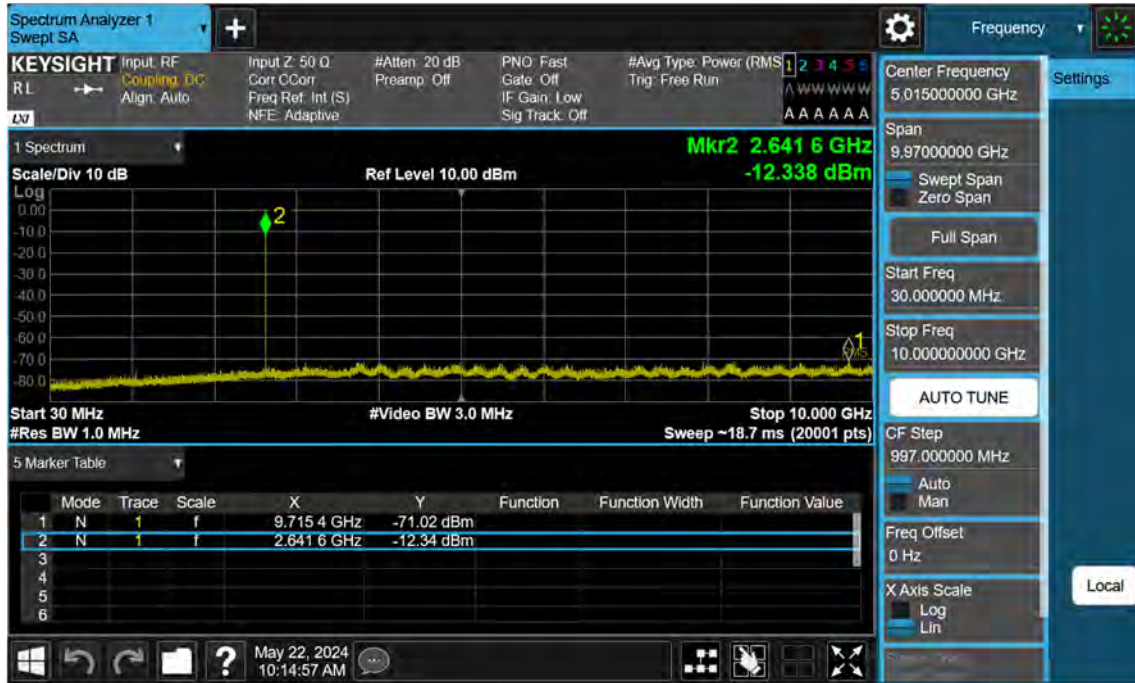 Spectrum Analyzer 1
Swept SA
+
Frequency
KEYSIGHT
RL
LXI
Input: RF
Coupling: DC
Align: Auto
Input Z: 50 Ω
Corr CCorr
Freq Ref: Int (S)
NFE: Adaptive
#Atten: 20 dB
Preamp: Off
PNO: Fast
Gate: Off
IF Gain: Low
Sig Track: Off
#Avg Type: Power (RMS
Trig: Free Run
1 2 3 4 5 6
A W W W W W
A A A A A A
Center Frequency
5.015000000 GHz
Settings
Span
9.97000000 GHz
Swept Span
Zero Span
Full Span
Start Freq
30.000000 MHz
Stop Freq
10.000000000 GHz
AUTO TUNE
CF Step
997.000000 MHz
Auto
Man
Freq Offset
0 Hz
X Axis Scale
Log
Lin
Local
1 Spectrum
Mkr2 2.641 6 GHz
Scale/Div 10 dB
Ref Level 10.00 dBm
-12.338 dBm
Log
0.00
-10.0
-20.0
-30.0
-40.0
-50.0
-60.0
-70.0
-80.0
2
1
RMS
Start 30 MHz
#Video BW 3.0 MHz
Stop 10.000 GHz
#Res BW 1.0 MHz
Sweep ~18.7 ms (20001 pts)
5 Marker Table
Mode Trace Scale X Y Function Function Width Function Value
1 N 1 f 9.715 4 GHz -71.02 dBm
2 N 1 f 2.641 6 GHz -12.34 dBm
3
4
5
6
?
May 22, 2024
10:14:57 AM